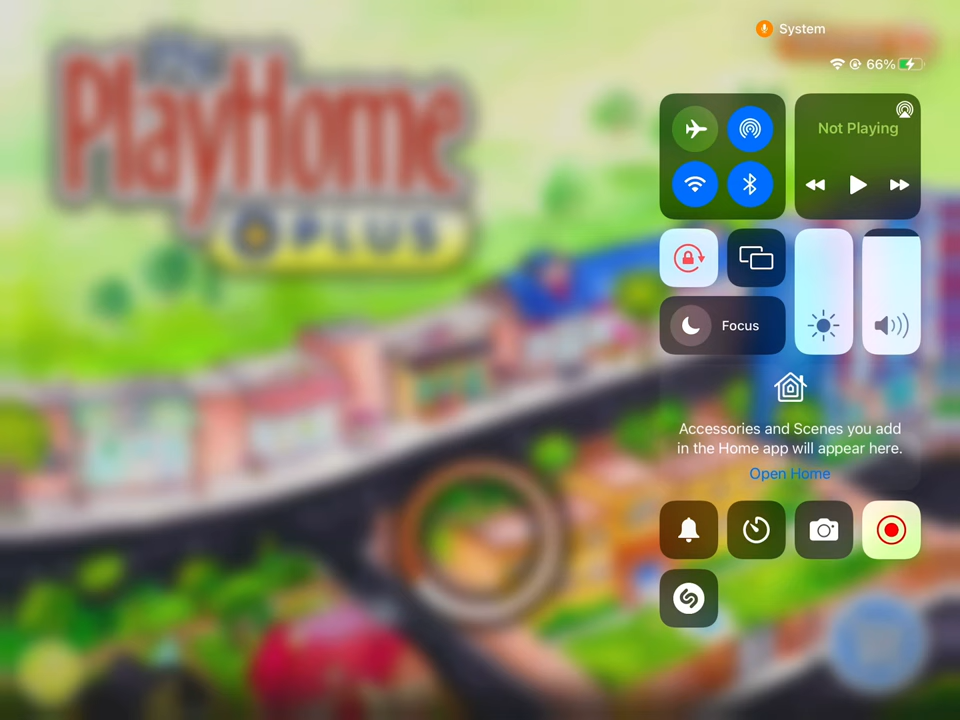 System
66%
My
PlayHome
PLUS
Not Playing
Focus
Accessories and Scenes you add
in the Home app will appear here.
Open Home